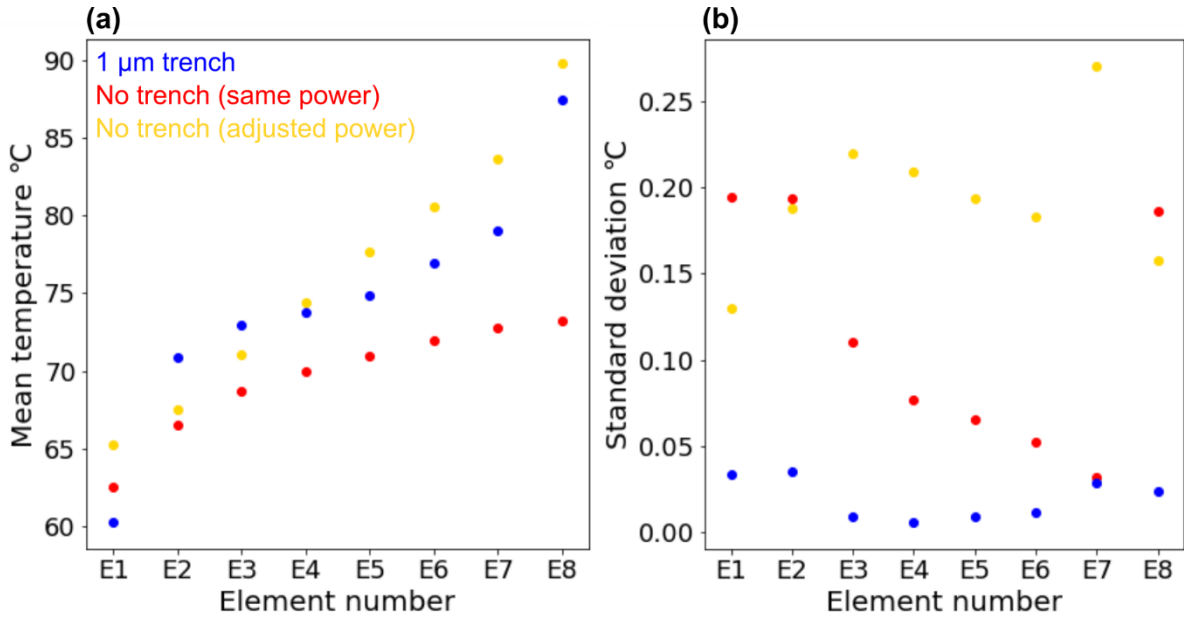 (a)
1 µm trench
No trench (same power)
No trench (adjusted power)
Mean temperature °C
90
85
80
75
70
65
60
E1 E2 E3 E4 E5 E6 E7 E8
Element number
(b)
Standard deviation °C
0.25
0.20
0.15
0.10
0.05
0.00
E1 E2 E3 E4 E5 E6 E7 E8
Element number